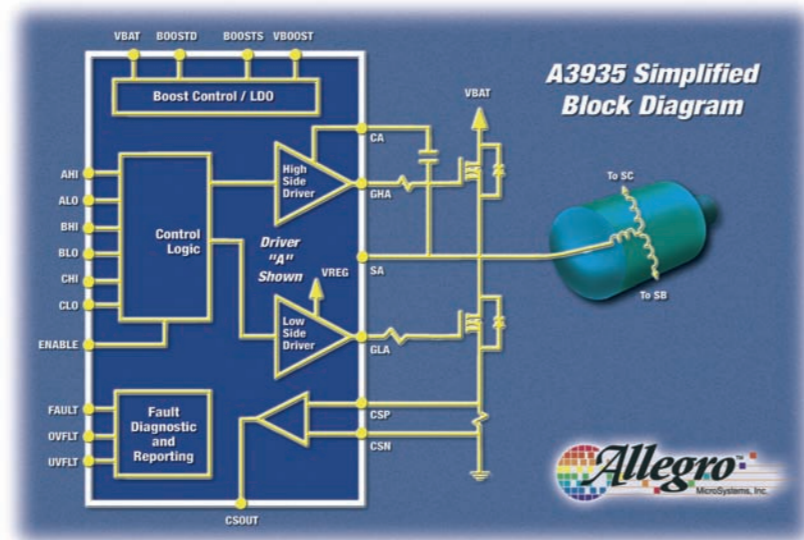 VBAT BOOSTD BOOSTS VBOOST
Boost Control / LDO
A3935 Simplified
Block Diagram
VBAT
CA
AHI
ALO
BHI
BLO
CHI
CLO
ENABLE
Control
Logic
High
Side
Driver
GHA
Driver
"A"
Shown
SA
VREG
Low
Side
Driver
GLA
To SC
To SB
FAULT
OVFLT
UVFLT
Fault
Diagnostic
and
Reporting
CSP
CSN
CSOUT
Allegro™
MicroSystems, Inc.